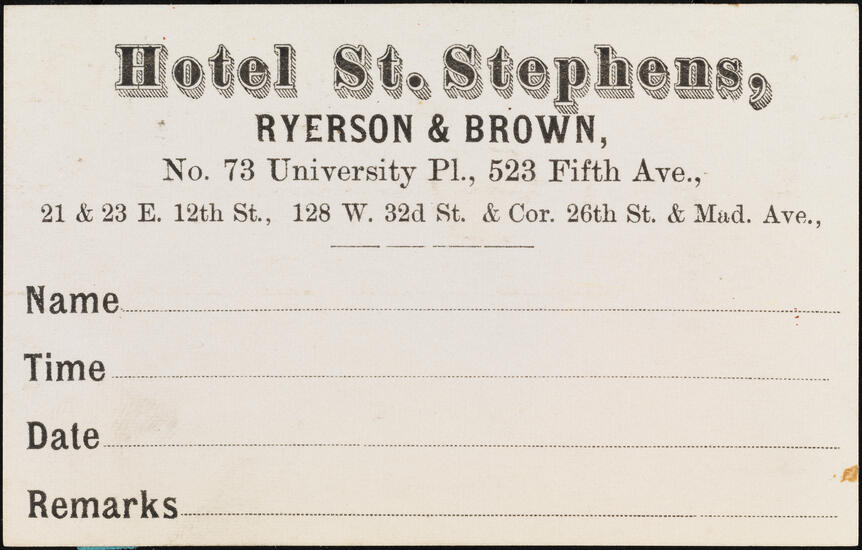 Hotel St. Stephens,
RYERSON & BROWN,
No. 73 University Pl., 523 Fifth Ave.,
21 & 23 E. 12th St., 128 W. 32d St. & Cor. 26th St. & Mad. Ave.,
Name
Time
Date
Remarks